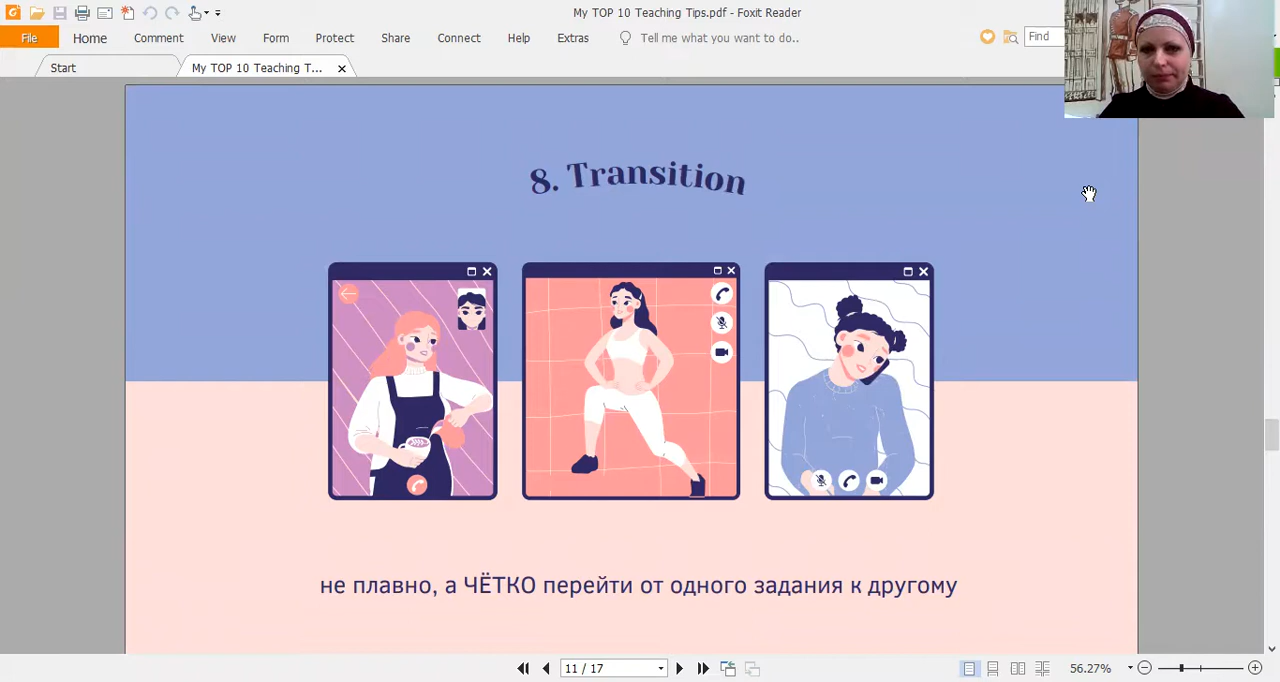 My TOP 10 Teaching Tips.pdf - Foxit Reader
File Home Comment View Form Protect Share Connect Help Extras Tell me what you want to do.. Find
Start My TOP 10 Teaching T...
8. Transition
не плавно, а ЧЁТКО перейти от одного задания к другому
11 / 17 56.27%